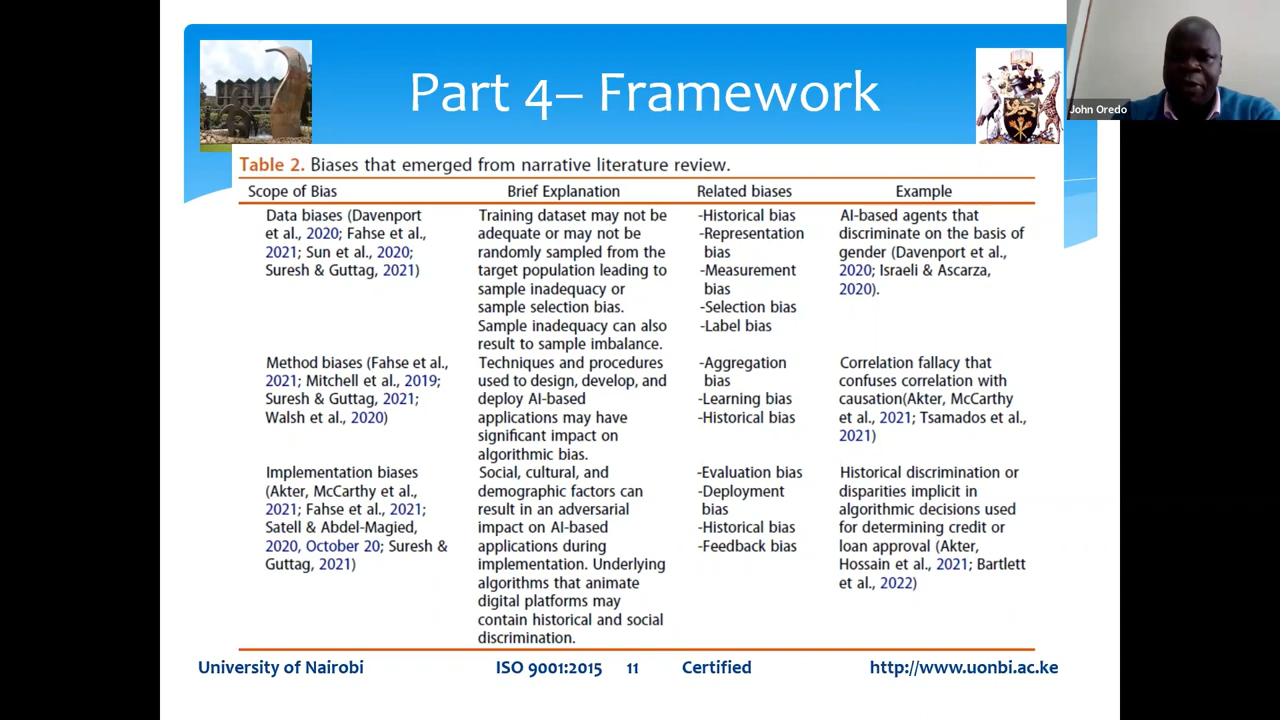 Part 4– Framework
John Oredo
Table 2. Biases that emerged from narrative literature review.
Scope of Bias Brief Explanation Related biases Example
Data biases (Davenport
et al., 2020; Fahse et al.,
2021; Sun et al., 2020;
Suresh & Guttag, 2021)
Training dataset may not be
adequate or may not be
randomly sampled from the
target population leading to
sample inadequacy or
sample selection bias.
Sample inadequacy can also
result to sample imbalance.
-Historical bias
-Representation
bias
-Measurement
bias
-Selection bias
-Label bias
AI-based agents that
discriminate on the basis of
gender (Davenport et al.,
2020; Israeli & Ascarza,
2020).
Method biases (Fahse et al.,
2021; Mitchell et al., 2019;
Suresh & Guttag, 2021;
Walsh et al., 2020)
Techniques and procedures
used to design, develop, and
deploy AI-based
applications may have
significant impact on
algorithmic bias.
-Aggregation
bias
-Learning bias
-Historical bias
Correlation fallacy that
confuses correlation with
causation(Akter, McCarthy
et al., 2021; Tsamados et al.,
2021)
Implementation biases
(Akter, McCarthy et al.,
2021; Fahse et al., 2021;
Satell & Abdel-Magied,
2020, October 20; Suresh &
Guttag, 2021)
Social, cultural, and
demographic factors can
result in an adversarial
impact on AI-based
applications during
implementation. Underlying
algorithms that animate
digital platforms may
contain historical and social
discrimination.
-Evaluation bias
-Deployment
bias
-Historical bias
-Feedback bias
Historical discrimination or
disparities implicit in
algorithmic decisions used
for determining credit or
loan approval (Akter,
Hossain et al., 2021; Bartlett
et al., 2022)
University of Nairobi ISO 9001:2015 11 Certified http://www.uonbi.ac.ke